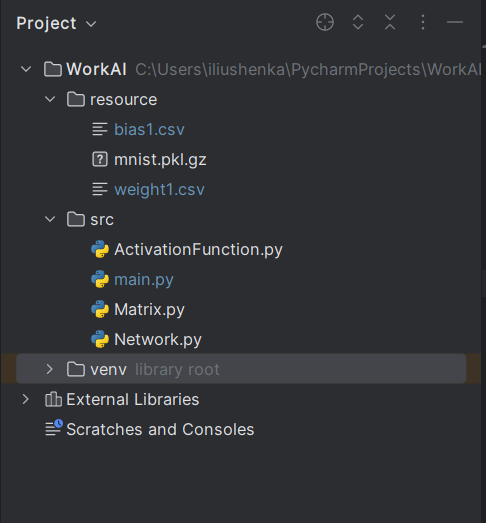 Project
WorkAI C:\Users\iliushenka\PycharmProjects\WorkAI
resource
bias1.csv
mnist.pkl.gz
weight1.csv
src
ActivationFunction.py
main.py
Matrix.py
Network.py
venv library root
External Libraries
Scratches and Consoles